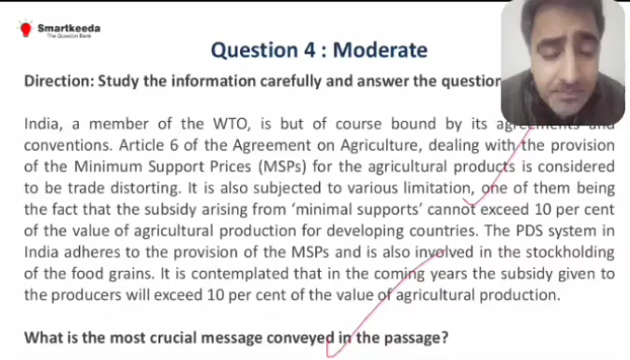 Smartkeeda
The Question Bank
Question 4 : Moderate
Direction: Study the information carefully and answer the question
India, a member of the WTO, is but of course bound by its agreements and
conventions. Article 6 of the Agreement on Agriculture, dealing with the provision
of the Minimum Support Prices (MSPs) for the agricultural products is considered
to be trade distorting. It is also subjected to various limitation, one of them being
the fact that the subsidy arising from ‘minimal supports’ cannot exceed 10 per cent
of the value of agricultural production for developing countries. The PDS system in
India adheres to the provision of the MSPs and is also involved in the stockholding
of the food grains. It is contemplated that in the coming years the subsidy given to
the producers will exceed 10 per cent of the value of agricultural production.
What is the most crucial message conveyed in the passage?